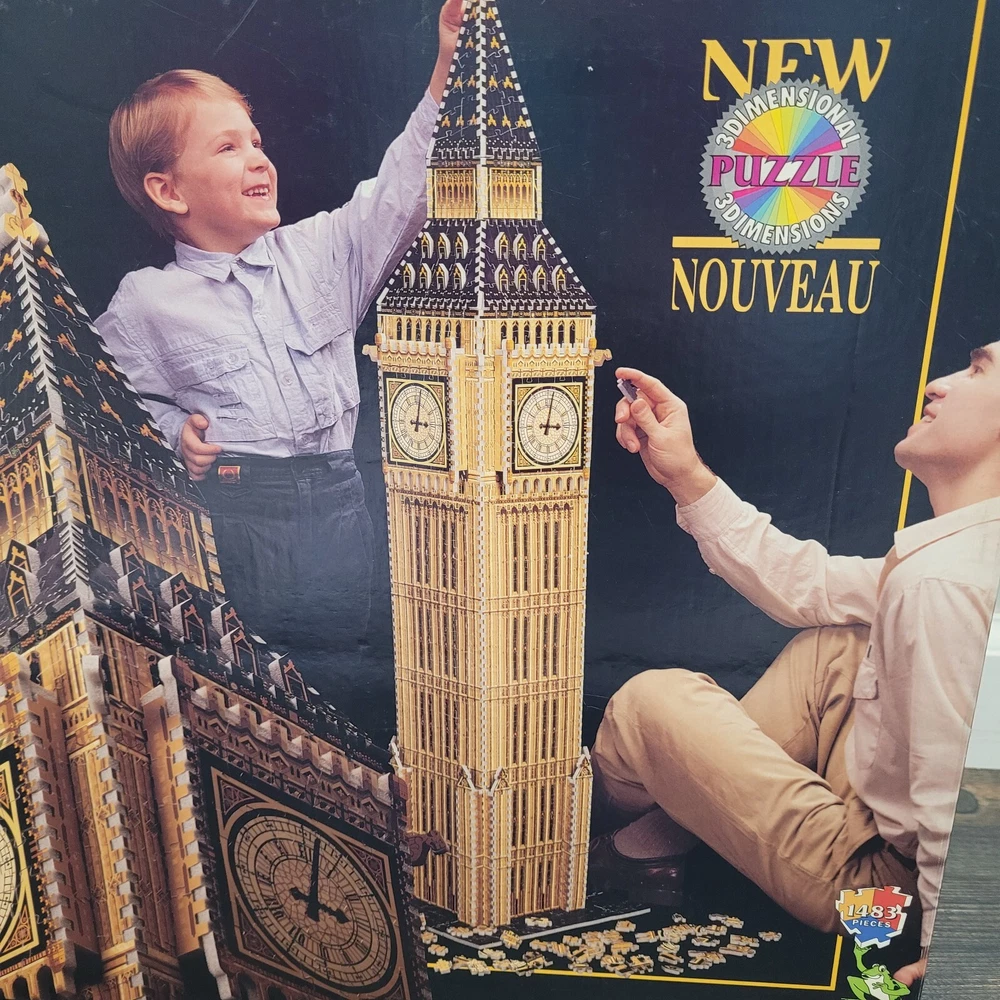 NEW
3DIMENSIONAL
PUZZLE
3DIMENSIONS
NOUVEAU
1483
PIECES